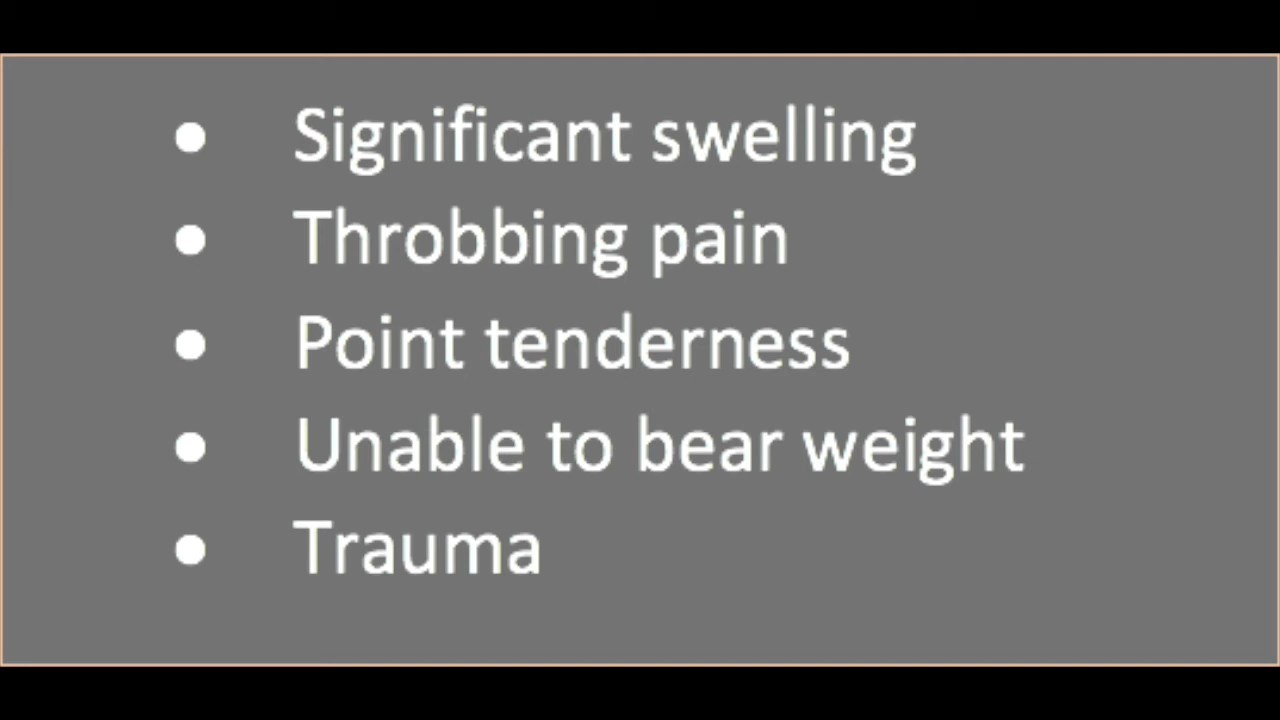 • Significant swelling
• Throbbing pain
• Point tenderness
• Unable to bear weight
• Trauma